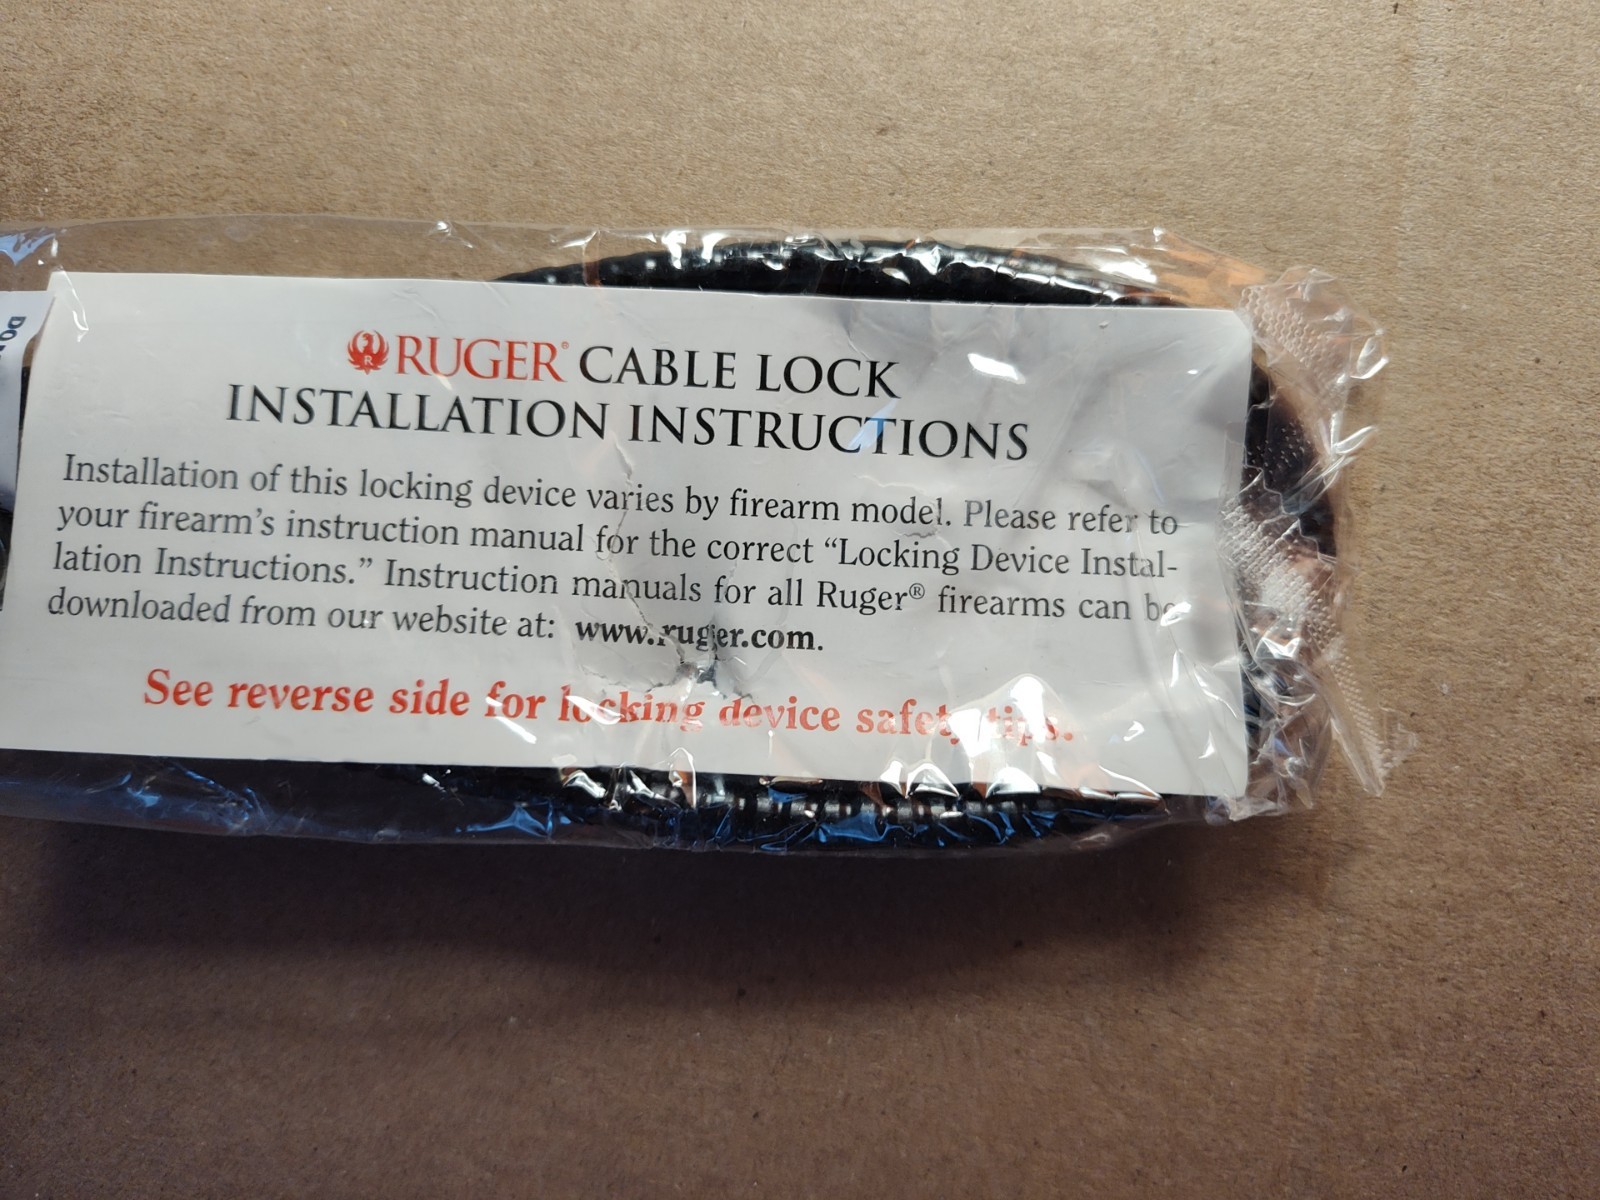 RUGER® CABLE LOCK
INSTALLATION INSTRUCTIONS
Installation of this locking device varies by firearm model. Please refer to
your firearm's instruction manual for the correct “Locking Device Instal-
lation Instructions.” Instruction manuals for all Ruger® firearms can be
downloaded from our website at: www.ruger.com.
See reverse side for locking device safety tips.